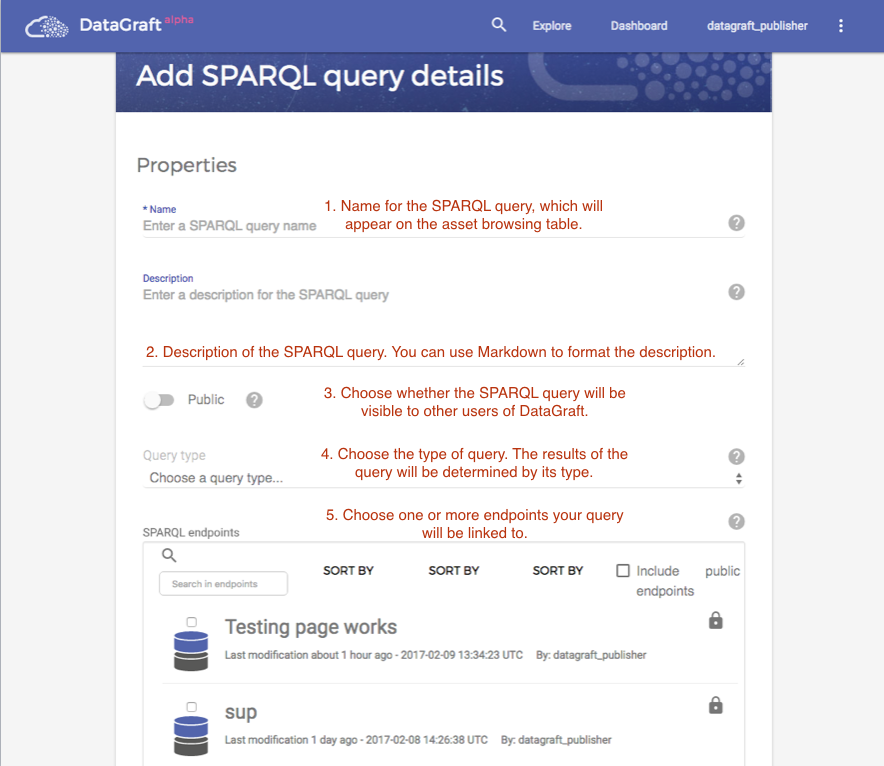 DataGraft alpha
Explore
Dashboard
datagraft_publisher
Add SPARQL query details
Properties
* Name
Enter a SPARQL query name
1. Name for the SPARQL query, which will
appear on the asset browsing table.
Description
Enter a description for the SPARQL query
2. Description of the SPARQL query. You can use Markdown to format the description.
Public
3. Choose whether the SPARQL query will be
visible to other users of DataGraft.
Query type
Choose a query type...
4. Choose the type of query. The results of the
query will be determined by its type.
SPARQL endpoints
5. Choose one or more endpoints your query
will be linked to.
Search in endpoints
SORT BY
SORT BY
SORT BY
Include public
endpoints
Testing page works
Last modification about 1 hour ago - 2017-02-09 13:34:23 UTC By: datagraft_publisher
sup
Last modification 1 day ago - 2017-02-08 14:26:38 UTC By: datagraft_publisher